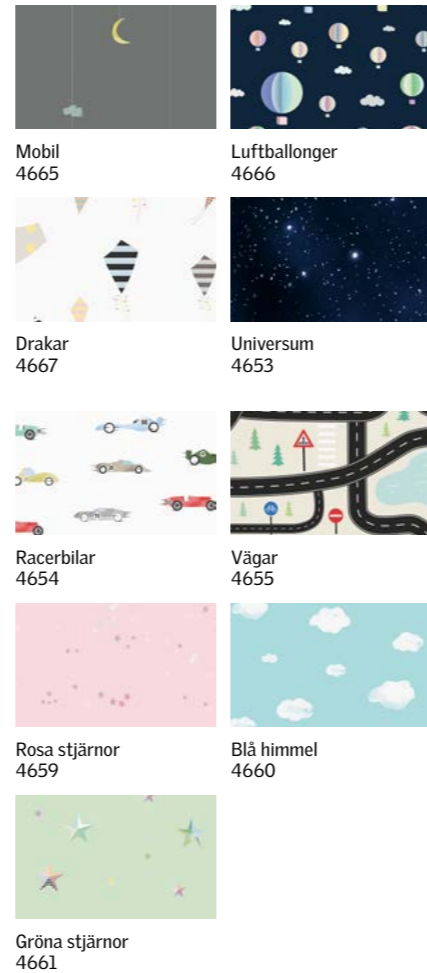 Mobil
4665
Luftballonger
4666
Drakar
4667
Universum
4653
Racerbilar
4654
Vägar
4655
Rosa stjärnor
4659
Blå himmel
4660
Gröna stjärnor
4661